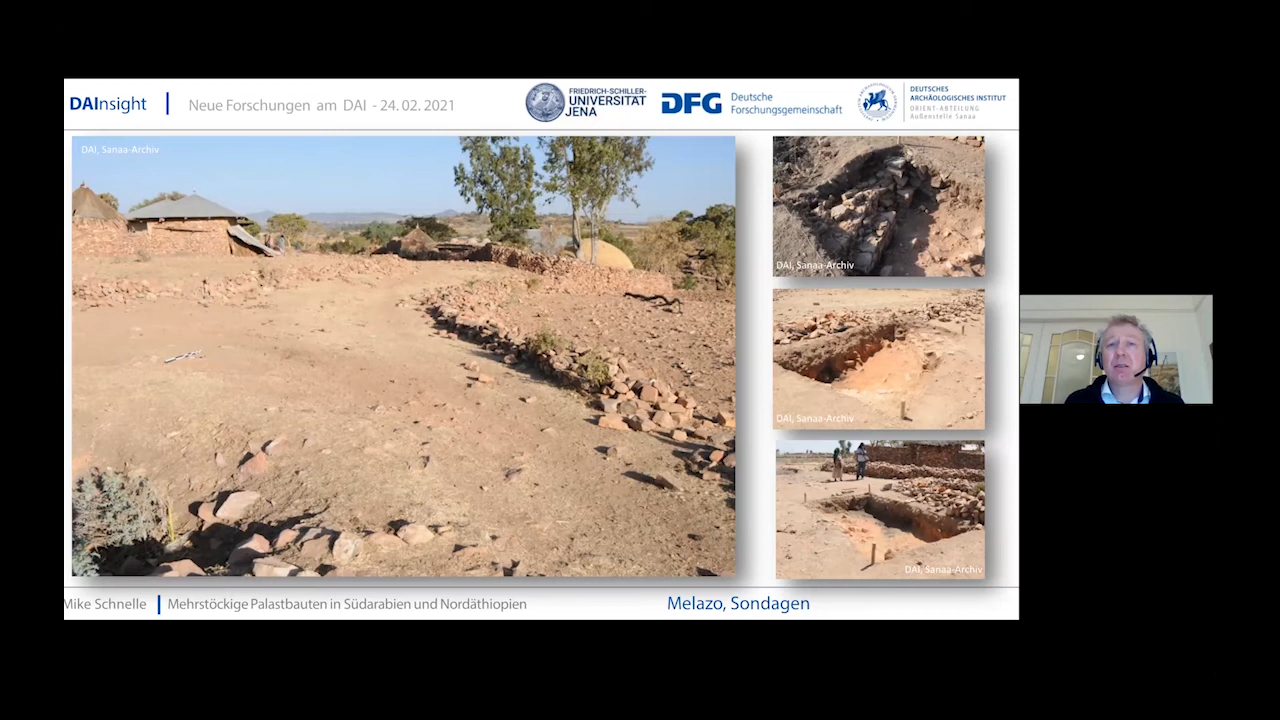 DAInsight
Neue Forschungen am DAI - 24. 02. 2021
FRIEDRICH-SCHILLER-
UNIVERSITÄT
JENA
DFG
Deutsche
Forschungsgemeinschaft
DEUTSCHES
ARCHÄOLOGISCHES INSTITUT
ORIENT-ABTEILUNG
Außenstelle Sanaa
DAI, Sanaa-Archiv
DAI, Sanaa-Archiv
DAI, Sanaa-Archiv
DAI, Sanaa-Archiv
Mike Schnelle
Mehrstöckige Palastbauten in Südarabien und Nordäthiopien
Melazo, Sondagen